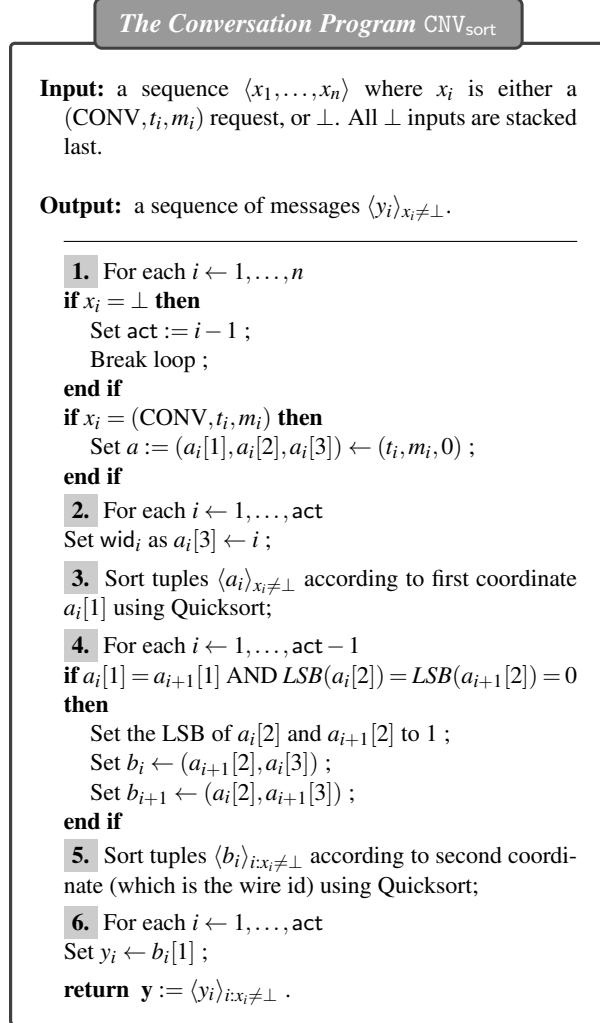 The Conversation Program CNV_sort
Input: a sequence ⟨x_1,...,x_n⟩ where x_i is either a
(CONV,t_i,m_i) request, or ⊥. All ⊥ inputs are stacked
last.
Output: a sequence of messages ⟨y_i⟩_{x_i≠⊥}.
1. For each i ← 1,...,n
if x_i = ⊥ then
Set act := i − 1 ;
Break loop ;
end if
if x_i = (CONV,t_i,m_i) then
Set a := (a_i[1],a_i[2],a_i[3]) ← (t_i,m_i,0) ;
end if
2. For each i ← 1,...,act
Set wid_i as a_i[3] ← i ;
3. Sort tuples ⟨a_i⟩_{x_i≠⊥} according to first coordinate
a_i[1] using Quicksort;
4. For each i ← 1,...,act − 1
if a_i[1] = a_{i+1}[1] AND LSB(a_i[2]) = LSB(a_{i+1}[2]) = 0
then
Set the LSB of a_i[2] and a_{i+1}[2] to 1 ;
Set b_i ← (a_{i+1}[2],a_i[3]) ;
Set b_{i+1} ← (a_i[2],a_{i+1}[3]) ;
end if
5. Sort tuples ⟨b_i⟩_{i:x_i≠⊥} according to second coordi-
nate (which is the wire id) using Quicksort;
6. For each i ← 1,...,act
Set y_i ← b_i[1] ;
return y := ⟨y_i⟩_{i:x_i≠⊥} .